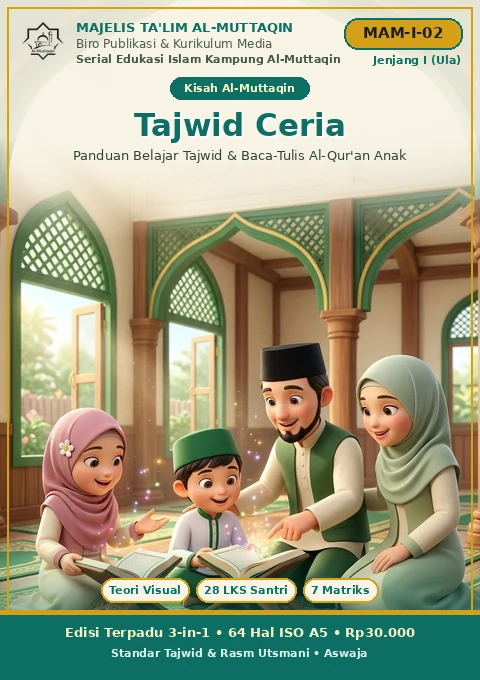 MAJELIS TA'LIM AL-MUTTAQIN
Biro Publikasi & Kurikulum Media
Serial Edukasi Islam Kampung Al-Muttaqin
MAM-I-02
Jenjang I (Ula)
Kisah Al-Muttaqin
Tajwid Ceria
Panduan Belajar Tajwid & Baca-Tulis Al-Qur'an Anak
Teori Visual
28 LKS Santri
7 Matriks
Edisi Terpadu 3-in-1 • 64 Hal ISO A5 • Rp30.000
Standar Tajwid & Rasm Utsmani • Aswaja